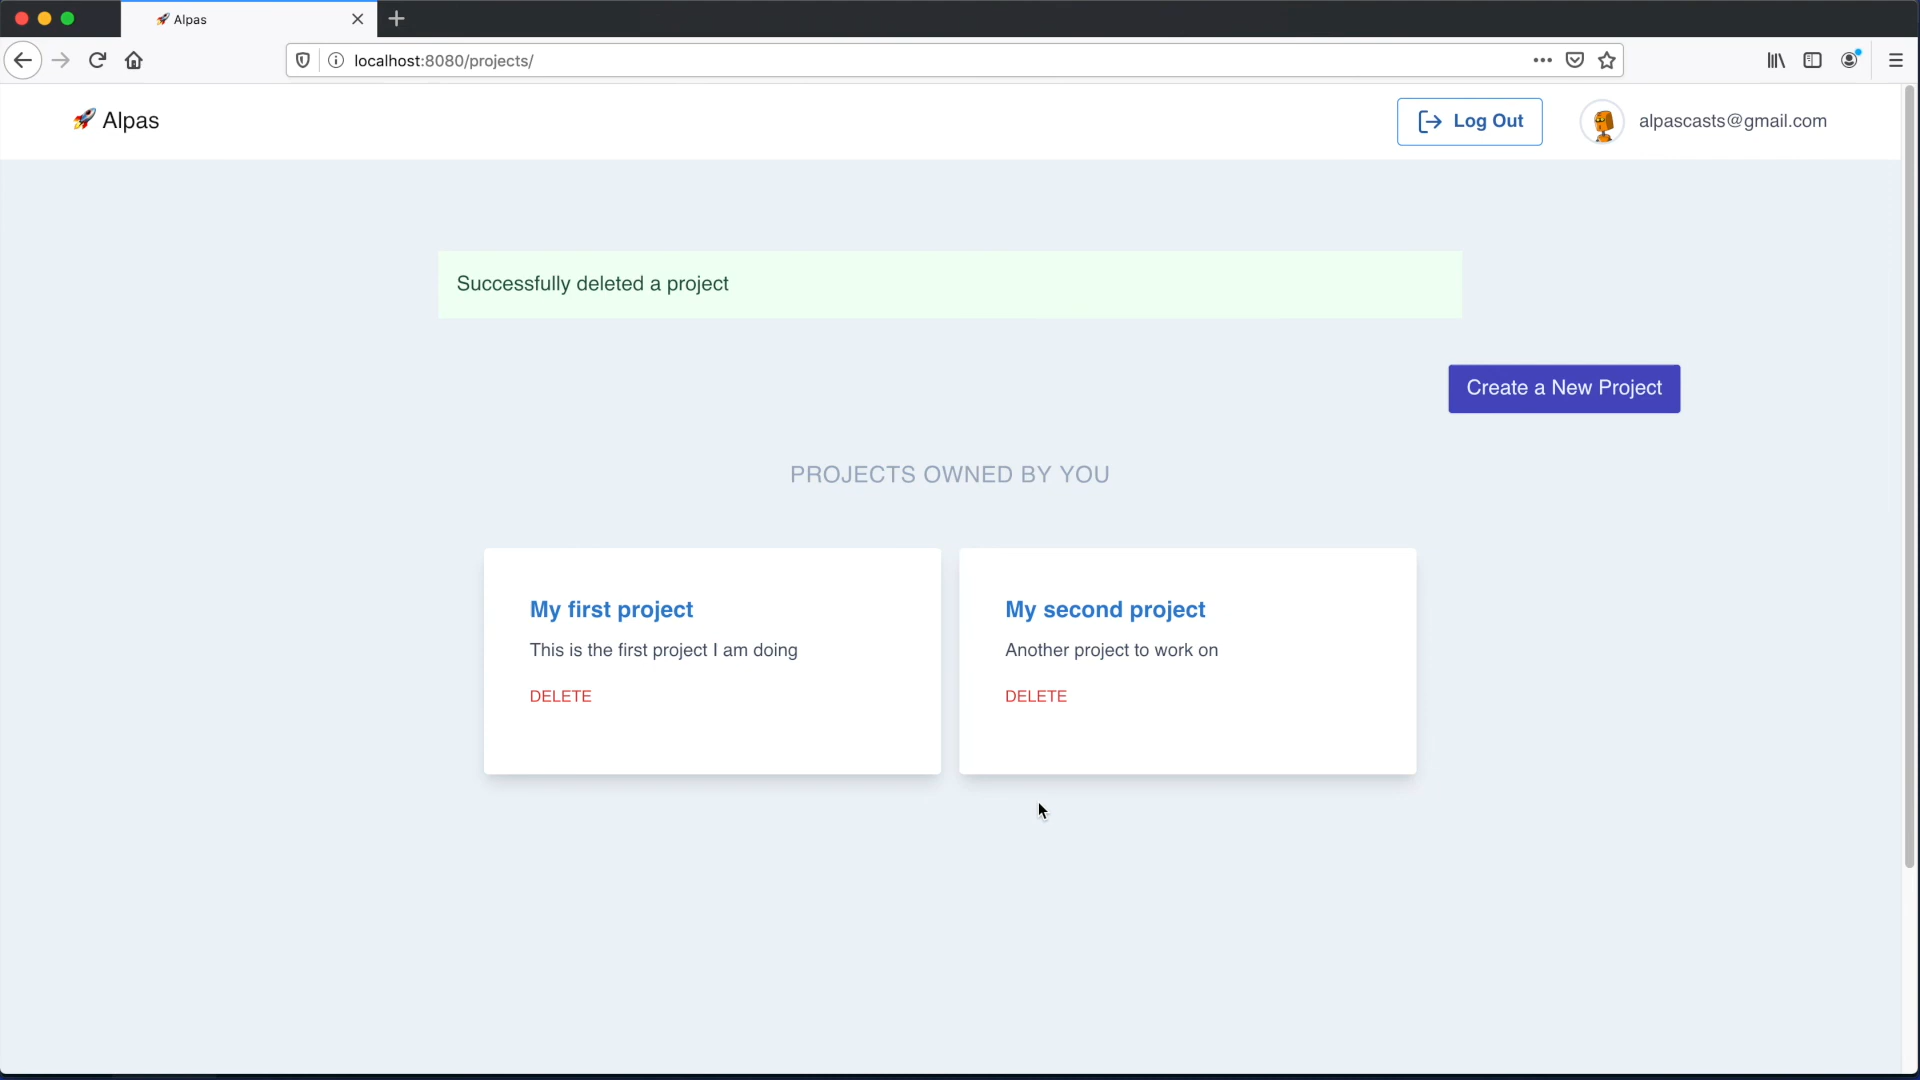 Alpas
localhost:8080/projects/
Alpas
Log Out
alpascasts@gmail.com
Successfully deleted a project
Create a New Project
PROJECTS OWNED BY YOU
My first project
My second project
This is the first project I am doing
Another project to work on
DELETE
DELETE